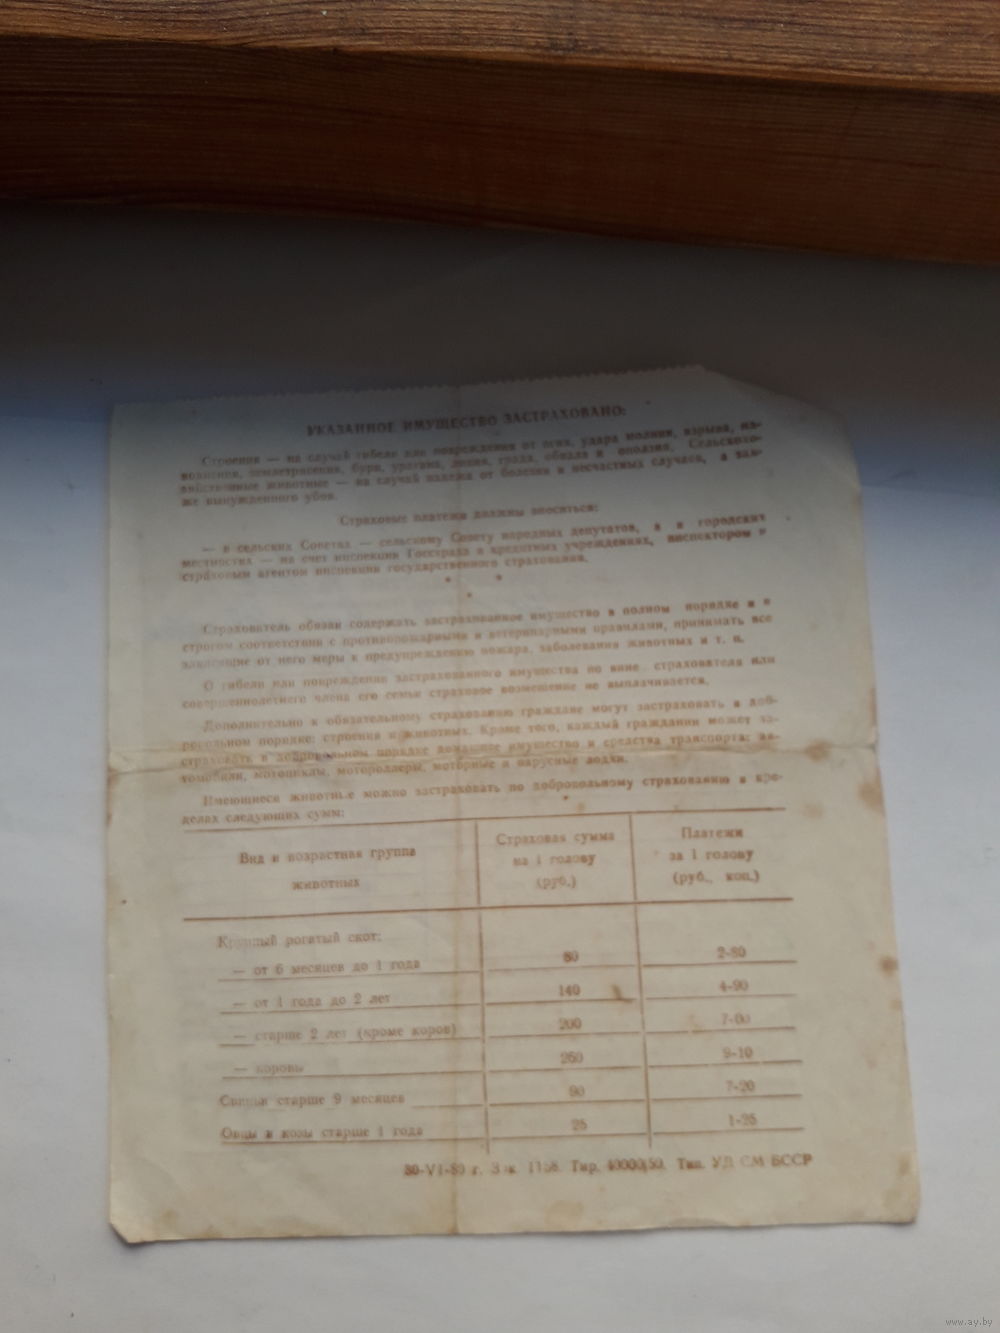 УКАЗАННОЕ ИМУЩЕСТВО ЗАСТРАХОВАНО:
Строения — на случай гибели или повреждения от огня, удара молнии, взрыва, на-
воднения, землетрясения, бури, урагана, ливня, града, обвала и оползня. Сельскохо-
зяйственные животные — на случай падежа от болезни и несчастных случаев, а так-
же вынужденного убоя.
Страховые платежи должны вноситься:
— в сельских Советах — сельскому Совету народных депутатов, а в городских
местностях — на счет инспекции Госстраха в кредитных учреждениях, инспектором и
страховым агентом инспекции государственного страхования.
* *
*
Страхователь обязан содержать застрахованное имущество в полном порядке и в
строгом соответствии с противопожарными и ветеринарными правилами, принимать все
зависящие от него меры к предупреждению пожара, заболевания животных и т. п.
О гибели или повреждении застрахованного имущества по вине страхователя или
совершеннолетнего члена его семьи страховое возмещение не выплачивается.
Дополнительно к обязательному страхованию граждане могут застраховать в доб-
ровольном порядке: строения и животных. Кроме того, каждый гражданин может за-
страховать в добровольном порядке домашнее имущество и средства транспорта: ав-
томобили, мотоциклы, мотороллеры, моторные и парусные лодки.
Имеющиеся животные можно застраховать по добровольному страхованию в пре-
делах следующих сумм:
Вид и возрастная группа животных
Страховая сумма на 1 голову (руб.)
Платежи за 1 голову (руб., коп.)
Крупный рогатый скот:
— от 6 месяцев до 1 года 80 2-80
— от 1 года до 2 лет 140 4-90
— старше 2 лет (кроме коров) 200 7-00
— коровы 260 9-10
Свиньи старше 9 месяцев 90 7-20
Овцы и козы старше 1 года 25 1-25
Тир. Тип. УД СМ БССР
www.ay.by